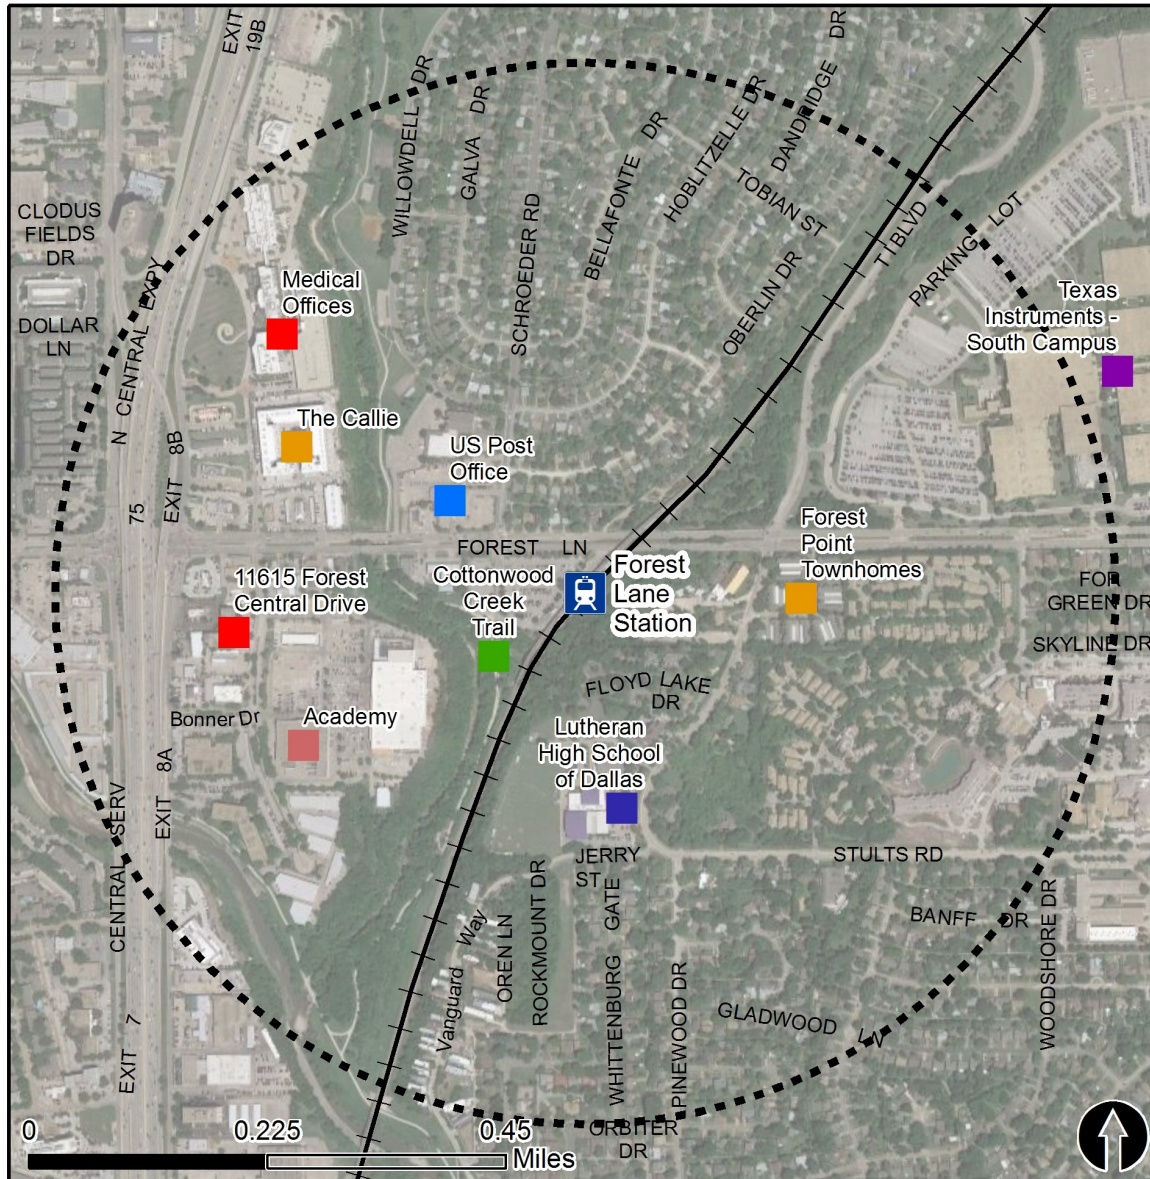 EXIT
19B
WILLOWDELL DR
GALVA DR
SCHROEDER RD
BELLAFONTE DR
HOBLITZELLE DR
DANDRIDGE DR
TOBIAN ST
OBERLIN DR
T I BLVD
PARKING LOT
CLODUS
FIELDS
DR
DOLLAR
LN
N CENTRAL EXPY
Medical
Offices
Texas
Instruments -
South Campus
The Callie
US Post
Office
EXIT 8B
75
FOREST LN
Forest
Point
Townhomes
11615 Forest
Central Drive
Cottonwood
Creek
Trail
Forest
Lane
Station
FOR
GREEN DR
SKYLINE DR
FLOYD LAKE
DR
Bonner Dr
Academy
Lutheran
High School
of Dallas
EXIT 8A
CENTRAL SERV
JERRY
ST
STULTS RD
BANFF DR
WOODSHORE DR
Vanguard Way
OREN LN
ROCKMOUNT DR
WHITTENBURG GATE
PINEWOOD DR
GLADWOOD LN
EXIT 7
ORBITER
DR
0 0.225 0.45
Miles